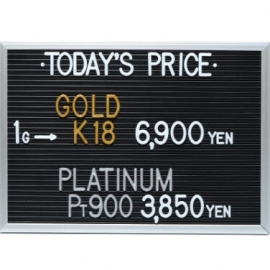 ·TODAY'S PRICE·
GOLD
1G→ K18 6,900 YEN
PLATINUM
PT900 3,850 YEN